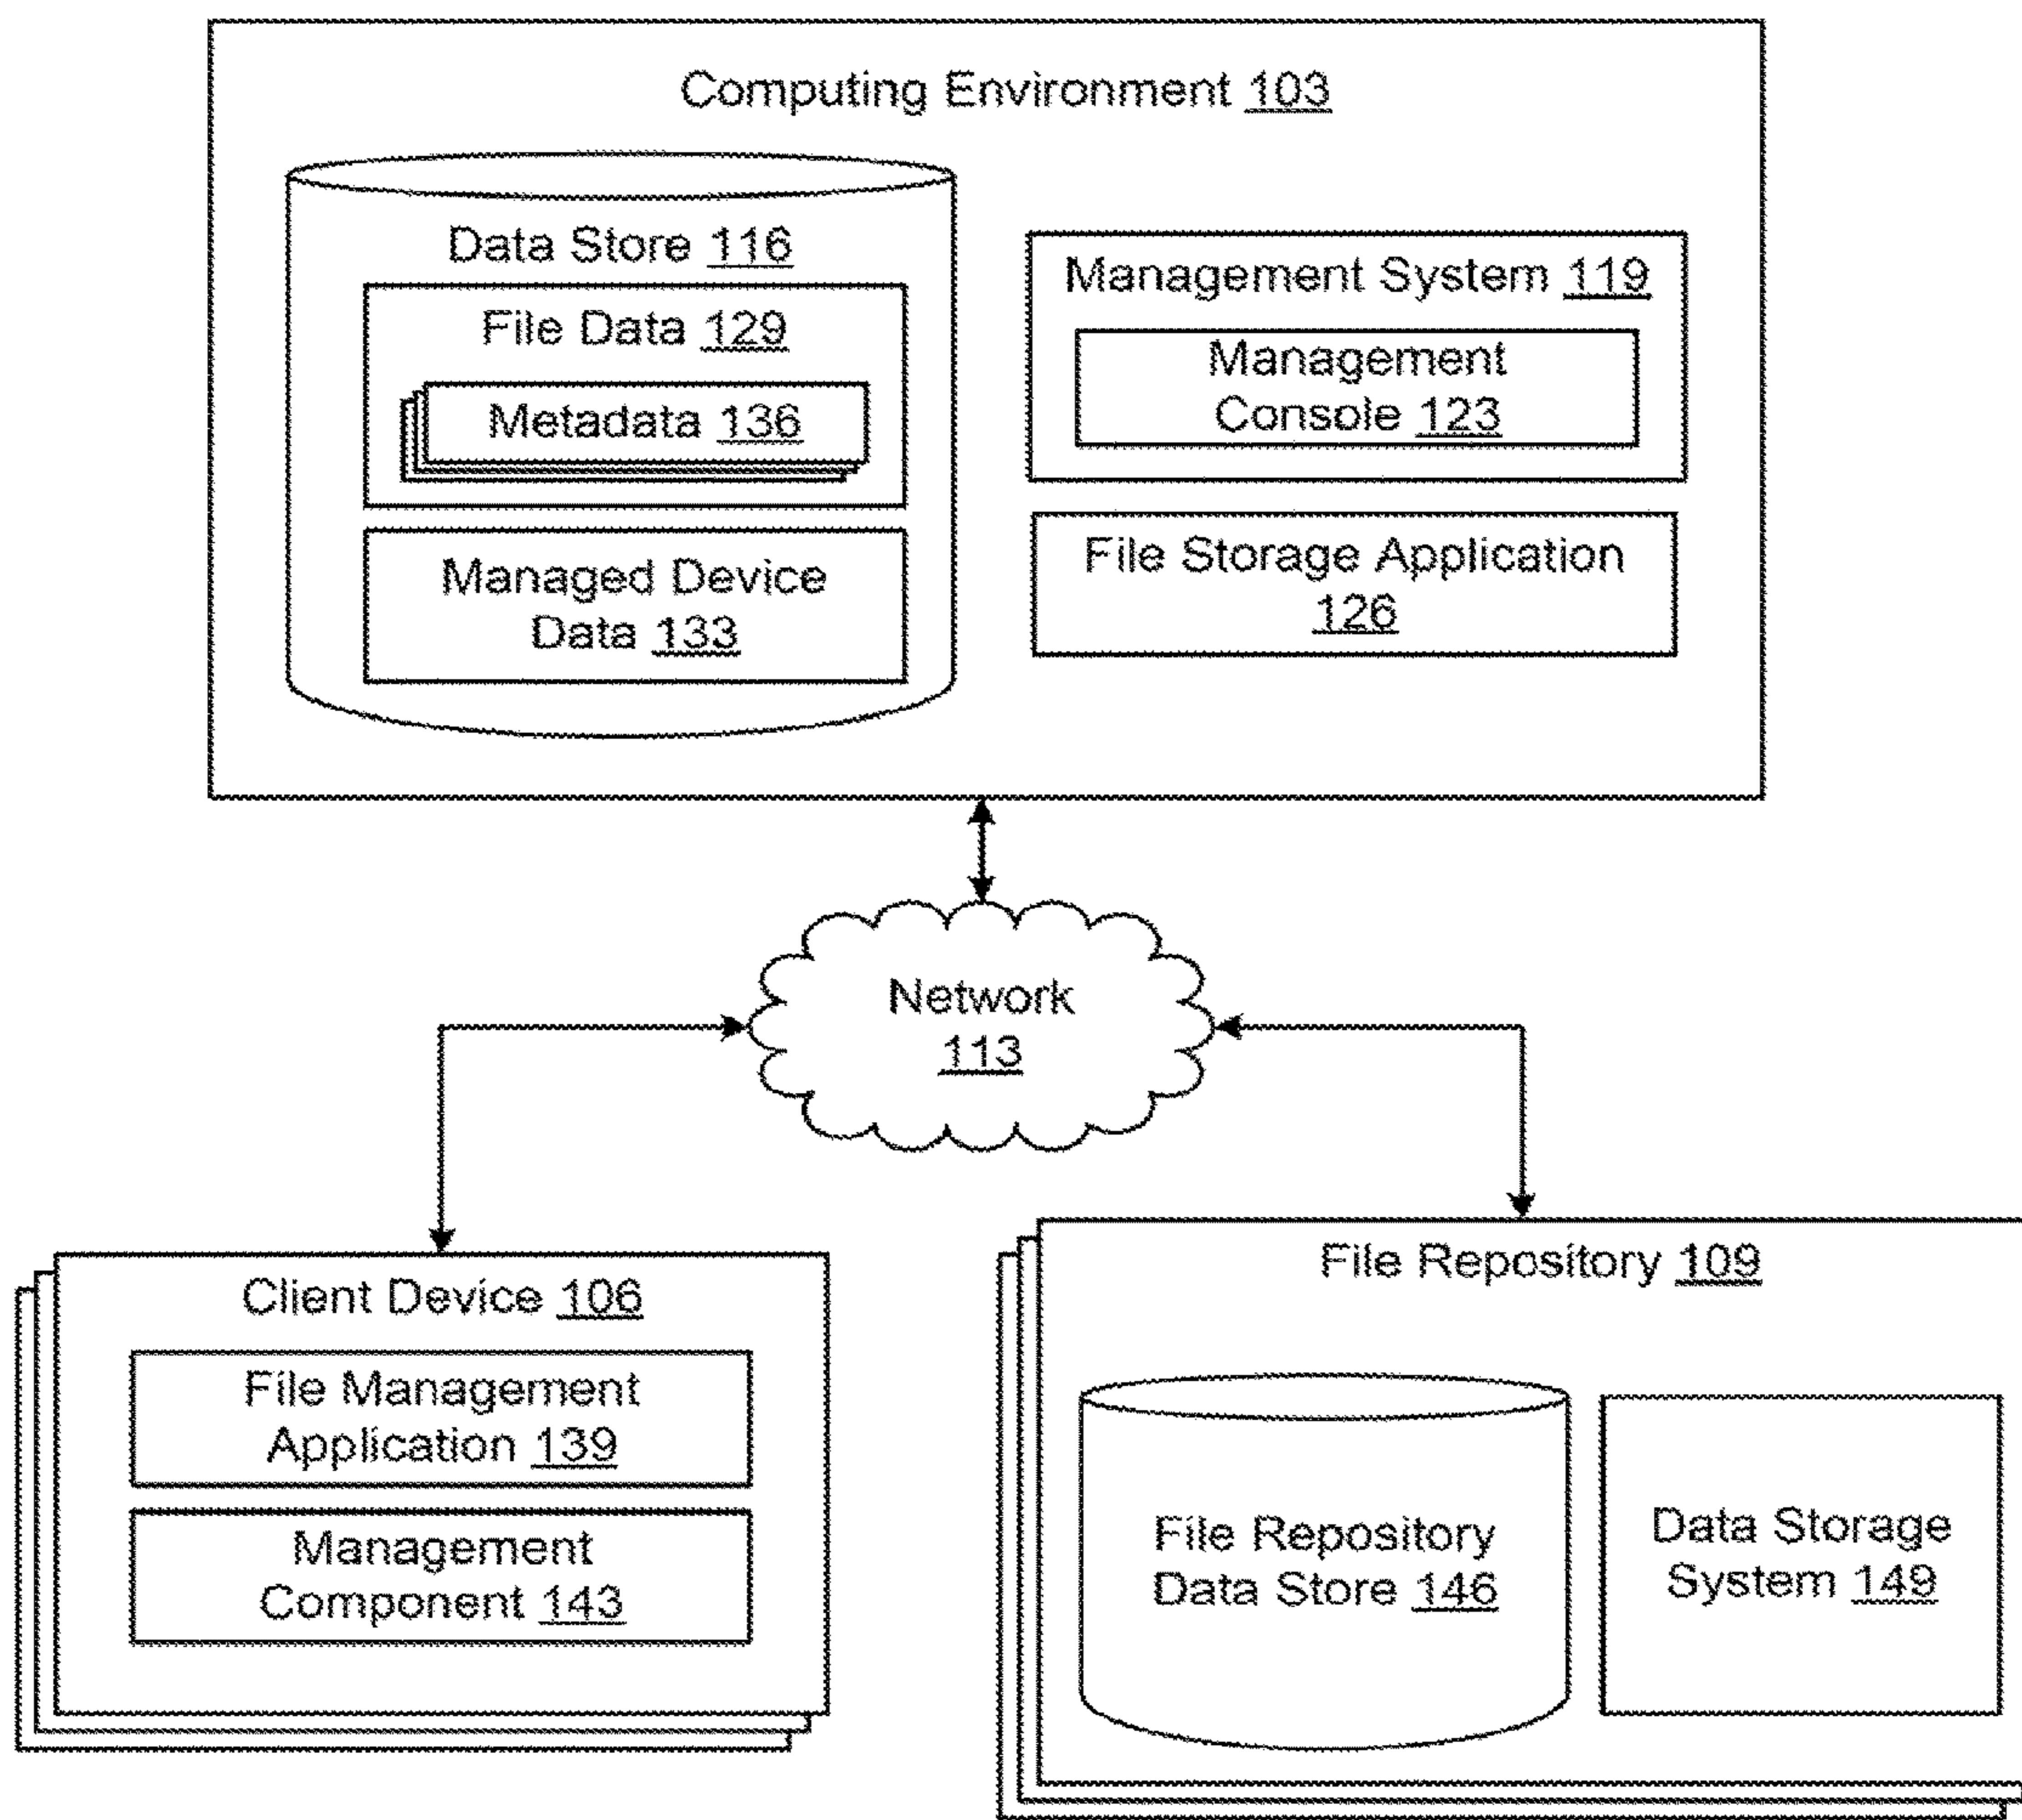 Computing Environment 103
Data Store 116
File Data 129
Metadata 136
Managed Device
Data 133
Management System 119
Management
Console 123
File Storage Application
126
Network
113
Client Device 106
File Management
Application 139
Management
Component 143
File Repository 109
File Repository
Data Store 146
Data Storage
System 149